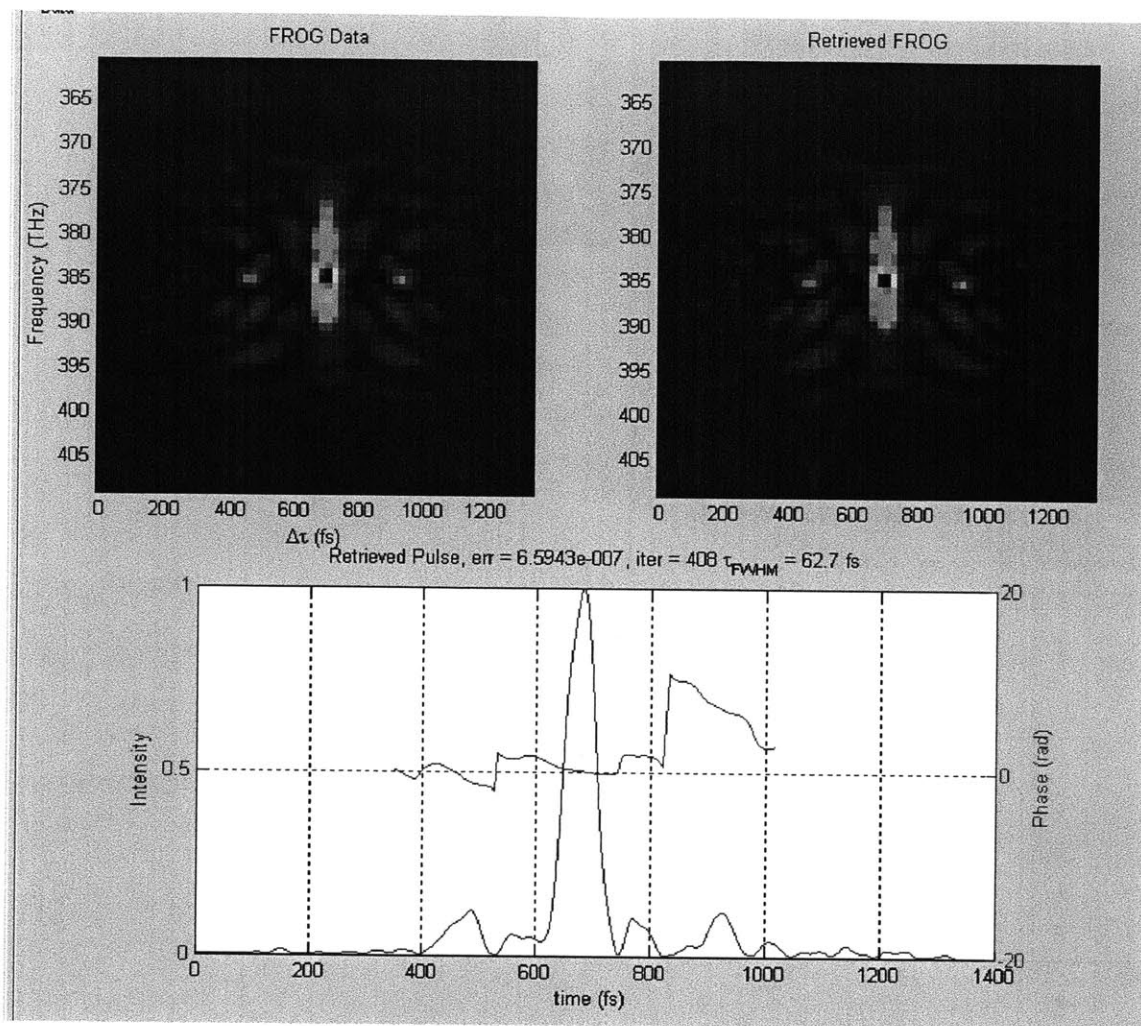 Data
FROG Data
Retrieved FROG
Frequency (THz)
365
370
375
380
385
390
395
400
405
0 200 400 600 800 1000 1200
Δτ (fs)
365
370
375
380
385
390
395
400
405
0 200 400 600 800 1000 1200
Retrieved Pulse, err = 6.5943e-007, iter = 408 τFWHM = 62.7 fs
Intensity
1
0.5
0
Phase (rad)
20
0
-20
0 200 400 600 800 1000 1200 1400
time (fs)